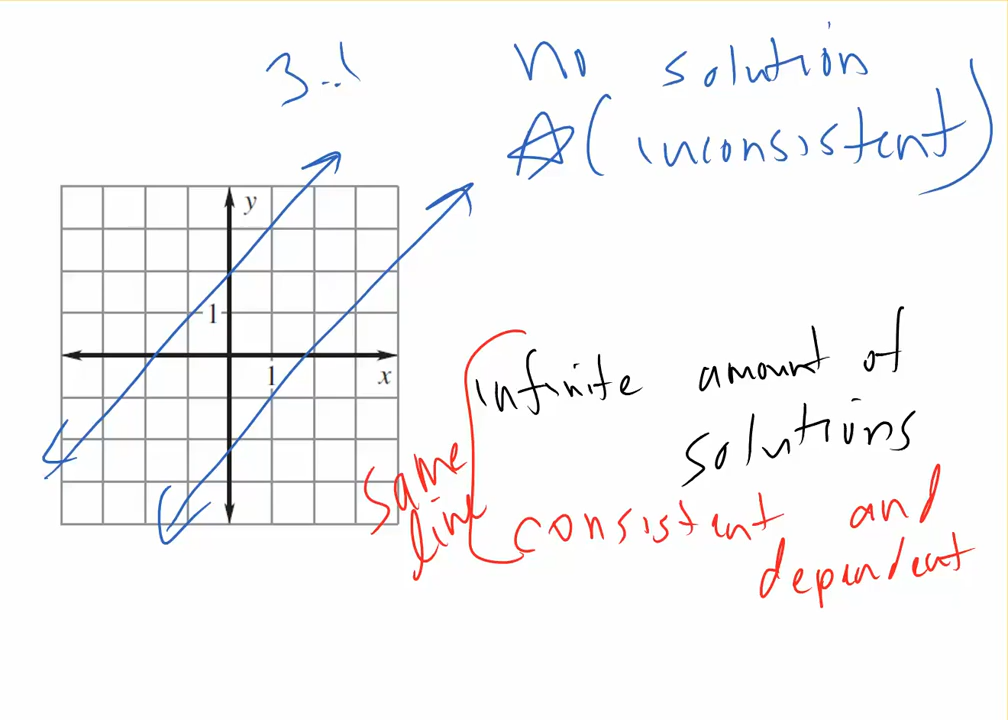 3.1
no solution
(inconsistent)
y
1
1
x
infinite amount of
solutions
same
line
consistent and
dependent